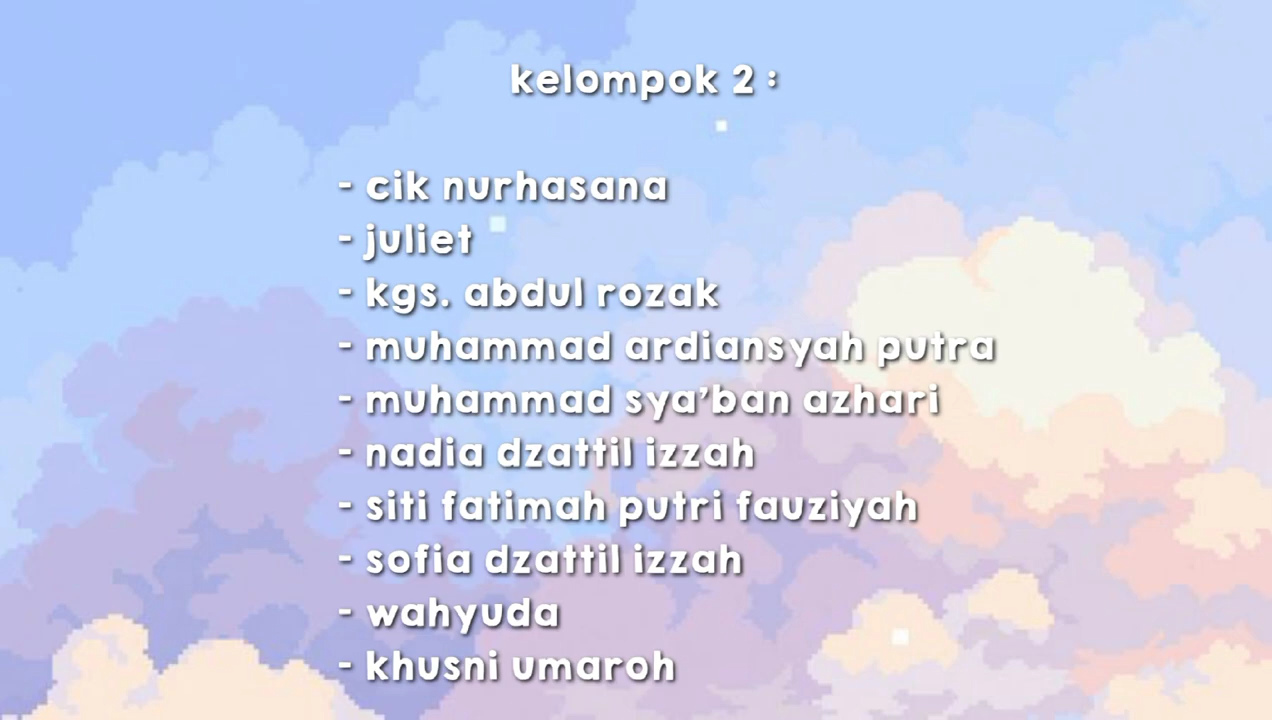 kelompok 2 :
- cik nurhasana
- juliet
- kgs. abdul rozak
- muhammad ardiansyah putra
- muhammad sya’ban azhari
- nadia dzattil izzah
- siti fatimah putri fauziyah
- sofia dzattil izzah
- wahyuda
- khusni umaroh